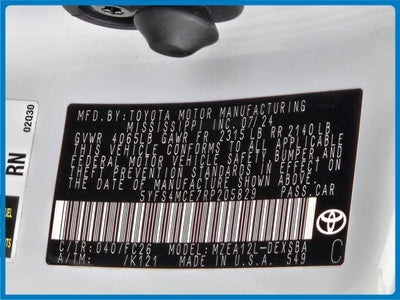 02Q30
RN
MFD. BY: TOYOTA MOTOR MANUFACTURING
MISSISSIPPI INC. 07/24
GVWR 4065LB GAWR FR 2315LB RR 2140LB
THIS VEHICLE CONFORMS TO ALL APPLICABLE
FEDERAL MOTOR VEHICLE SAFETY, BUMPER AND
THEFT PREVENTION STANDARDS IN EFFECT ON
THE DATE OF MANUFACTURE SHOWN ABOVE.
5YFS4MCE7RP205829 PASS.CAR
C/TR: 040/FC26 MODEL: MZEA12L-DEXSBA
A/TM: /K121 MADE IN U.S.A. 549 C